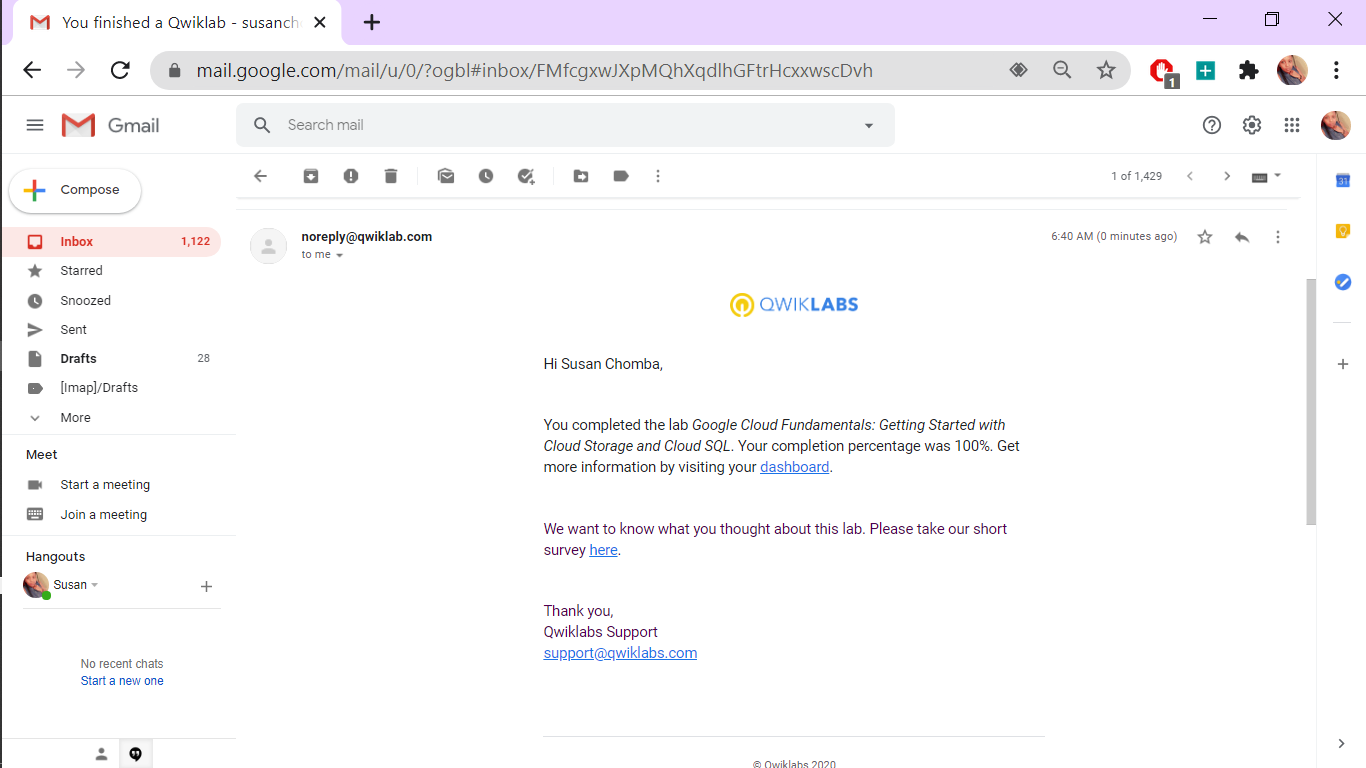 You finished a Qwiklab - susanch
mail.google.com/mail/u/0/?ogbl#inbox/FMfcgxwJXpMQhXqdlhGFtrHcxxwscDvh
1
Gmail
Search mail
Compose
1 of 1,429
31
Inbox 1,122
Starred
Snoozed
Sent
Drafts 28
[Imap]/Drafts
More
Meet
Start a meeting
Join a meeting
Hangouts
Susan
No recent chats
Start a new one
noreply@qwiklab.com
6:40 AM (0 minutes ago)
to me
QWIKLABS
Hi Susan Chomba,
You completed the lab Google Cloud Fundamentals: Getting Started with
Cloud Storage and Cloud SQL. Your completion percentage was 100%. Get
more information by visiting your dashboard.
We want to know what you thought about this lab. Please take our short
survey here.
Thank you,
Qwiklabs Support
support@qwiklabs.com
© Qwiklabs 2020